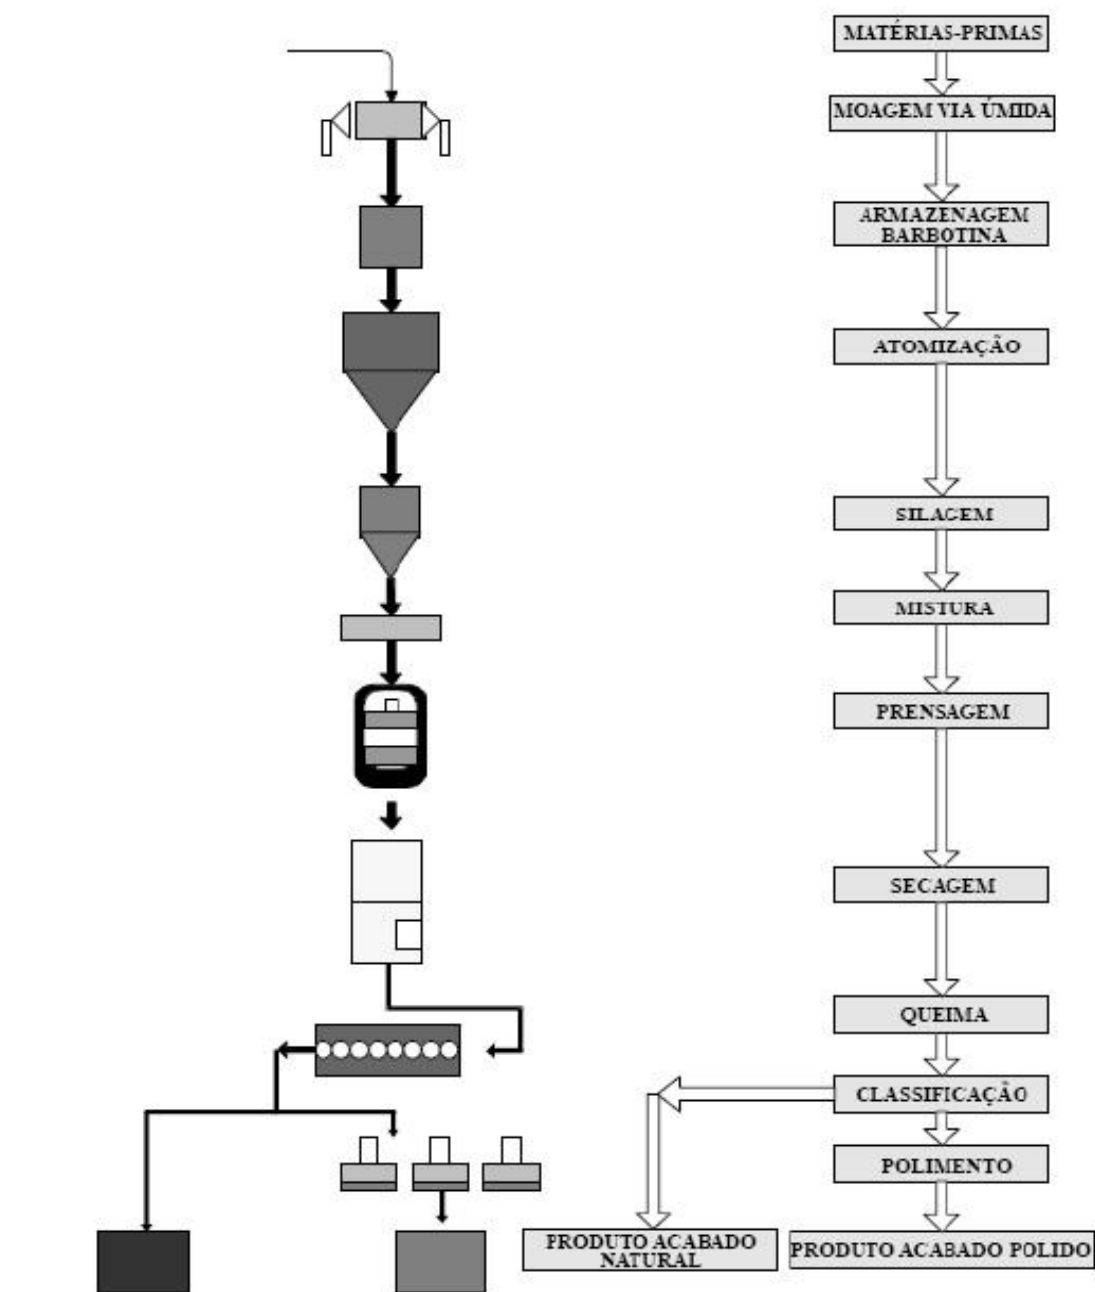 MATÉRIAS-PRIMAS
MOAGEM VIA ÚMIDA
ARMAZENAGEM
BARBOTINA
ATOMIZAÇÃO
SILAGEM
MISTURA
PRENSAGEM
SECAGEM
QUEIMA
CLASSIFICAÇÃO
POLIMENTO
PRODUTO ACABADO
NATURAL
PRODUTO ACABADO POLIDO